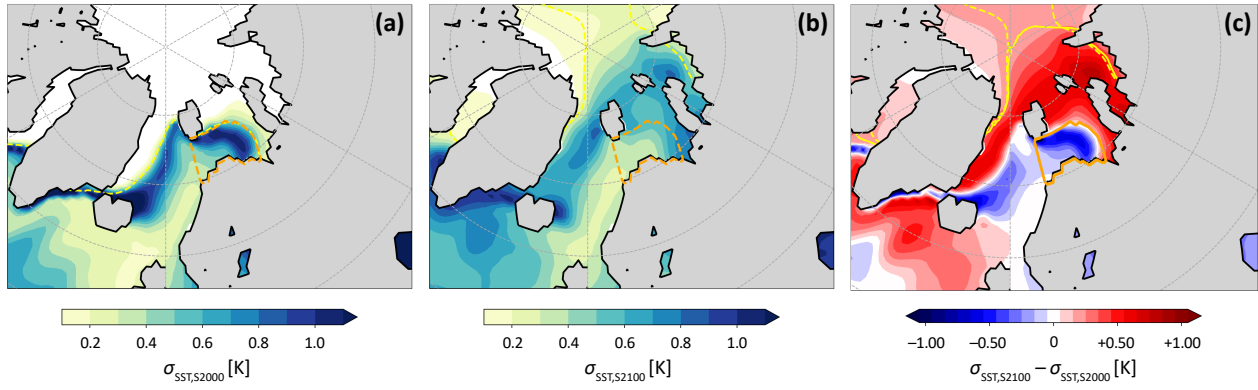 (a) (b) (c)
0.2 0.4 0.6 0.8 1.0 0.2 0.4 0.6 0.8 1.0 −1.00 −0.50 0 +0.50 +1.00
σSST,S2000 [K] σSST,S2100 [K] σSST,S2100 − σSST,S2000 [K]